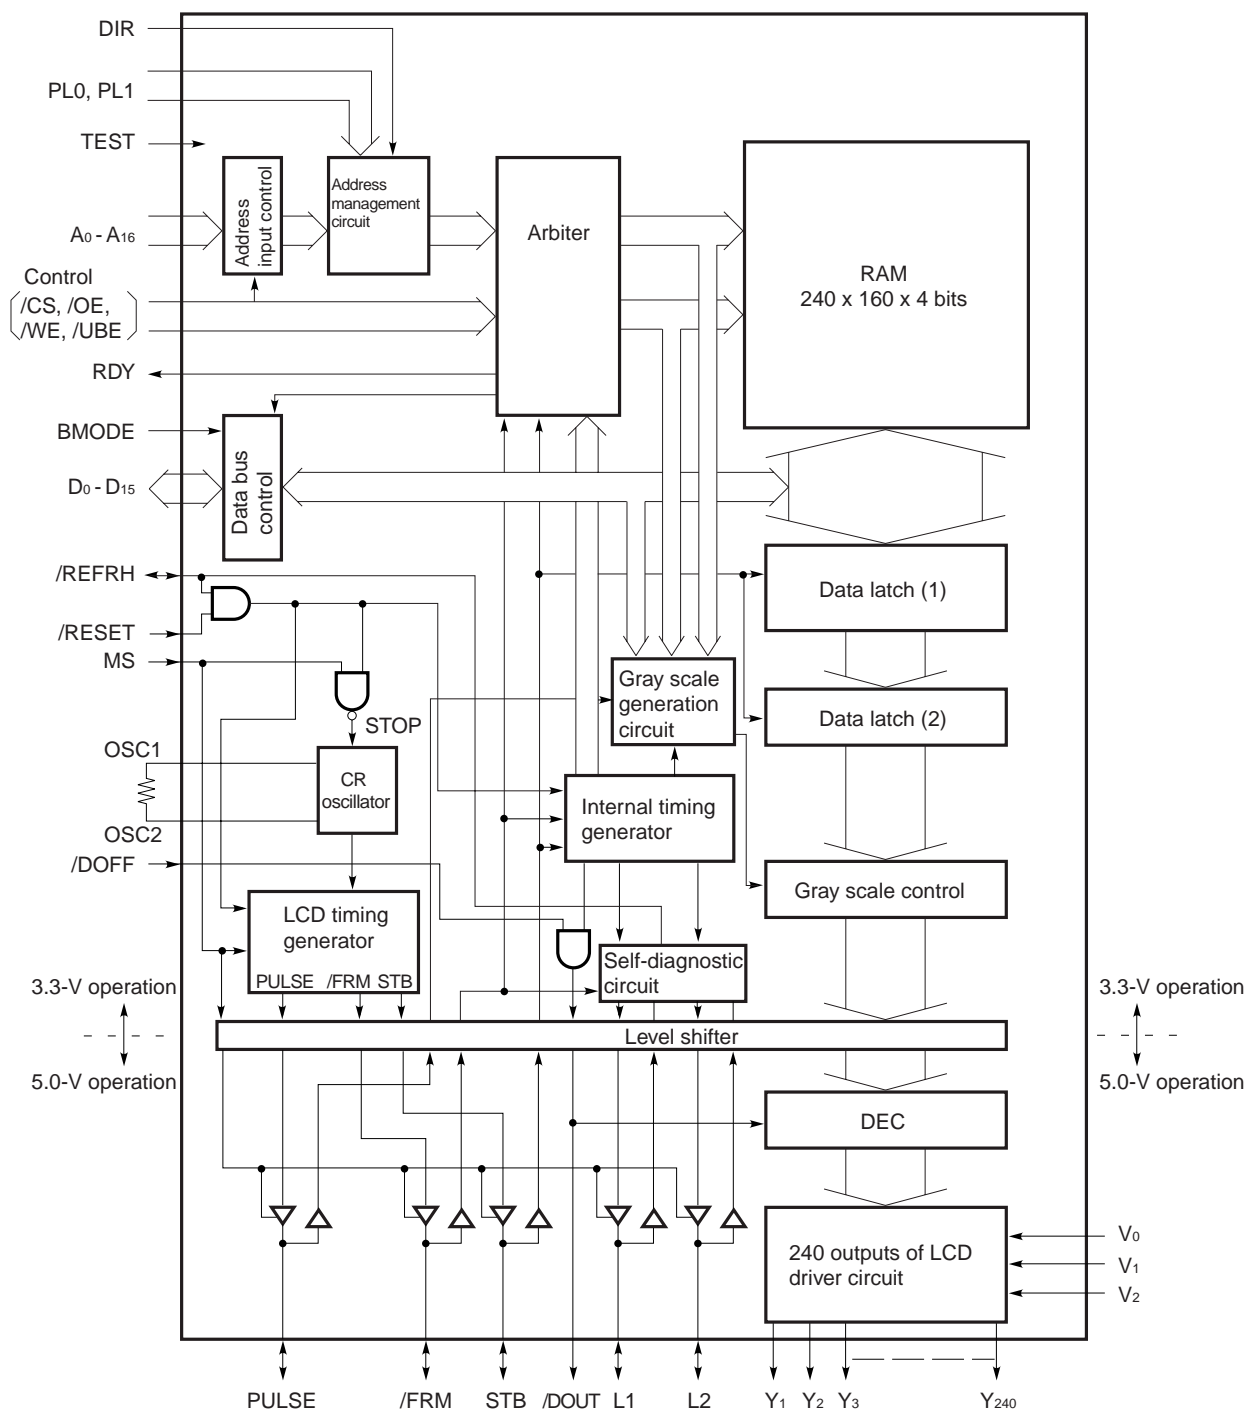 DIR
PL0, PL1
TEST
A0 - A16
Control
/CS, /OE,
/WE, /UBE
RDY
BMODE
D0 - D15
/REFRH
/RESET
MS
OSC1
OSC2
/DOFF
Address
input control
Address
management
circuit
Arbiter
RAM
240 x 160 x 4 bits
Data bus
control
Data latch (1)
Gray scale
generation
circuit
Data latch (2)
STOP
CR
oscillator
Internal timing
generator
Gray scale control
LCD timing
generator
PULSE /FRM STB
Self-diagnostic
circuit
3.3-V operation
5.0-V operation
3.3-V operation
5.0-V operation
Level shifter
DEC
240 outputs of LCD
driver circuit
V0
V1
V2
PULSE /FRM STB /DOUT L1 L2 Y1 Y2 Y3 Y240